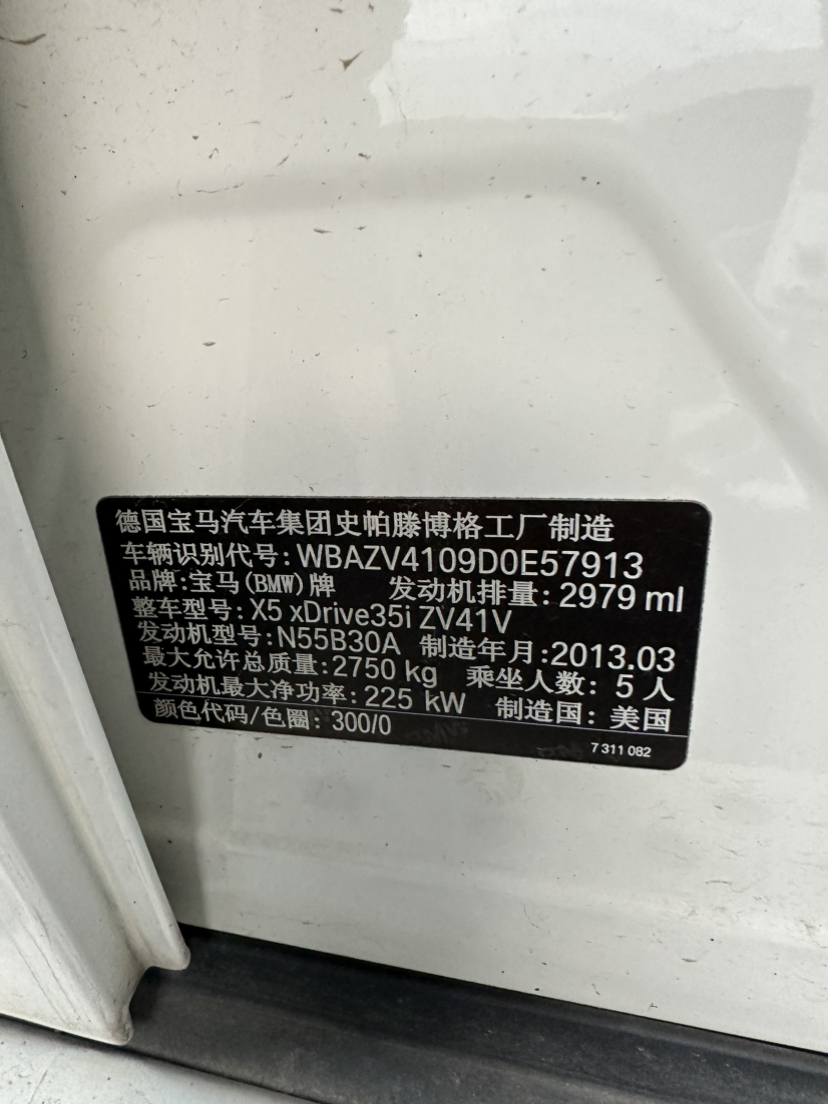 德国宝马汽车集团史帕滕博格工厂制造
车辆识别代号: WBAZV4109D0E57913
品牌:宝马(BMW)牌 发动机排量: 2979 ml
整车型号: X5 xDrive35i ZV41V
发动机型号: N55B30A 制造年月:2013.03
最大允许总质量: 2750 kg 乘坐人数: 5 人
发动机最大净功率: 225 kW 制造国: 美国
颜色代码/色圈: 300/0
7 311 082